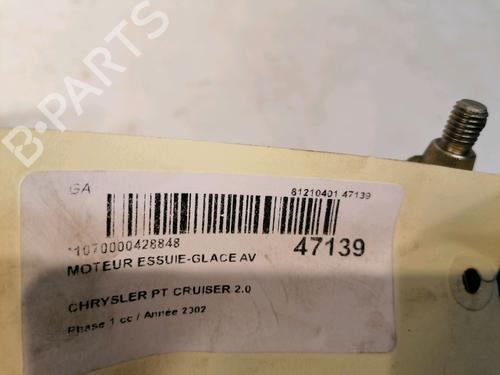 B-PARTS
GA
81210401 47139
*1070000428848
47139
MOTEUR ESSUIE-GLACE AV
CHRYSLER PT CRUISER 2.0
Phase 1 cc / Année 2002